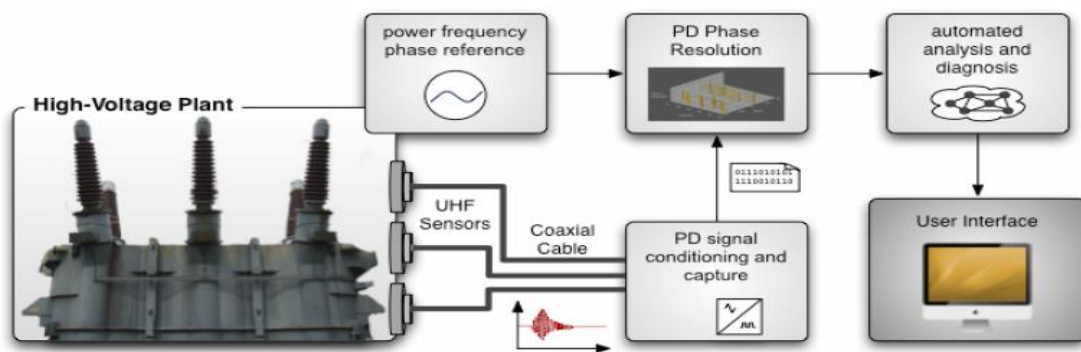 power frequency
phase reference
PD Phase
Resolution
automated
analysis and
diagnosis
High-Voltage Plant
UHF
Sensors
Coaxial
Cable
0111010101
1110010110
PD signal
conditioning and
capture
User Interface